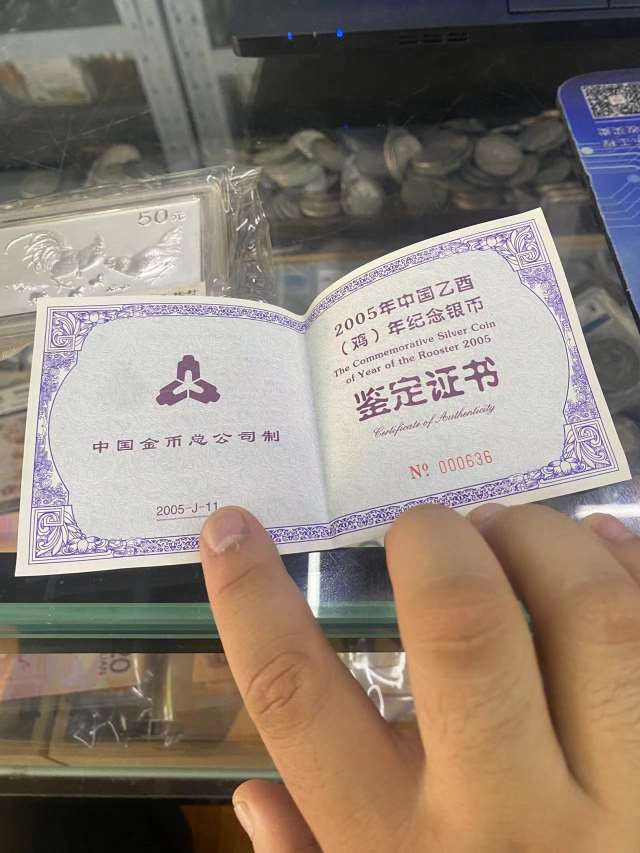 50元
中国金币总公司制
2005-J-11
2005年中国乙酉
（鸡）年纪念银币
The Commemorative Silver Coin
of Year of the Rooster 2005
鉴定证书
Certificate of Authenticity
Nº 000636